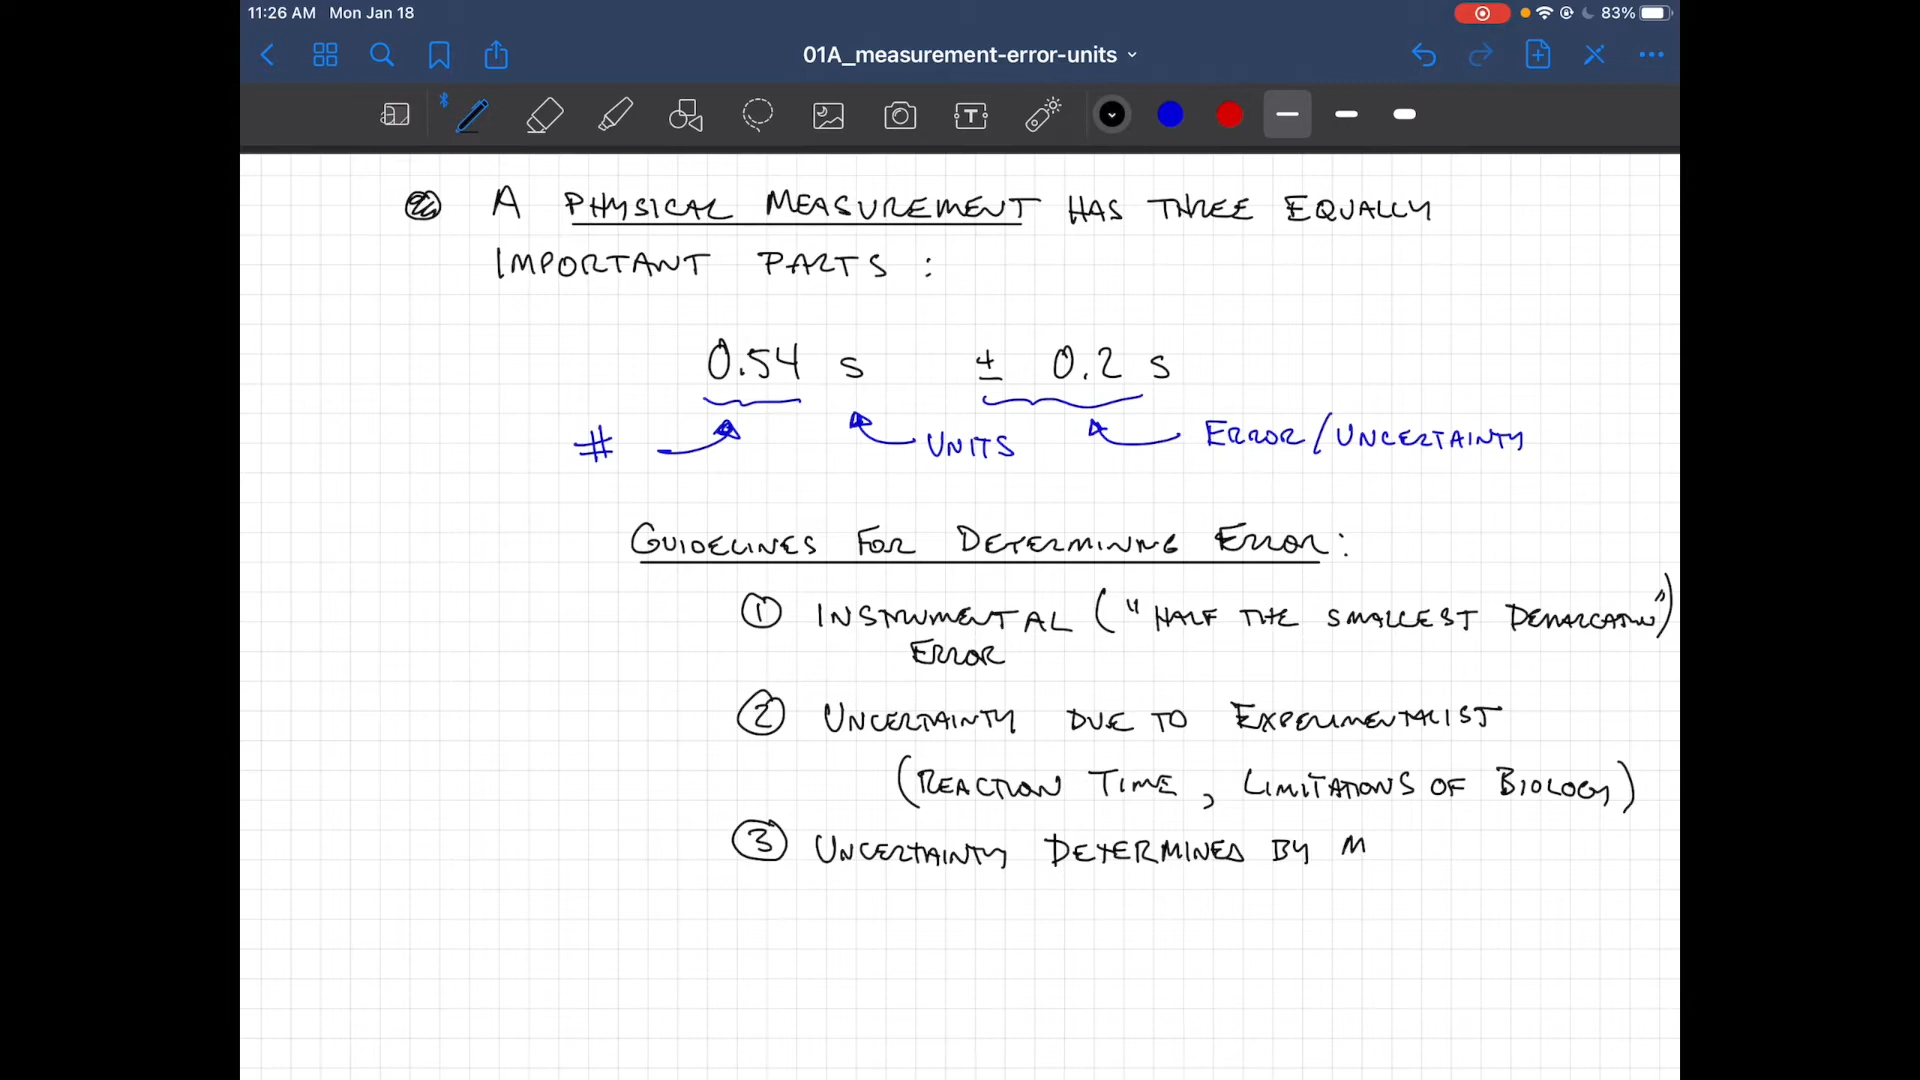 11:26 AM Mon Jan 18
83%
01A_measurement-error-units
A PHYSICAL MEASUREMENT HAS THREE EQUALLY
IMPORTANT PARTS :
0.54 s ± 0.2 s
# UNITS ERROR/UNCERTAINTY
GUIDELINES FOR DETERMINING ERROR:
① INSTRUMENTAL ("HALF THE SMALLEST DEMARCATION")
ERROR
② UNCERTAINTY DUE TO EXPERIMENTALIST
(REACTION TIME, LIMITATIONS OF BIOLOGY)
③ UNCERTAINTY DETERMINED BY M